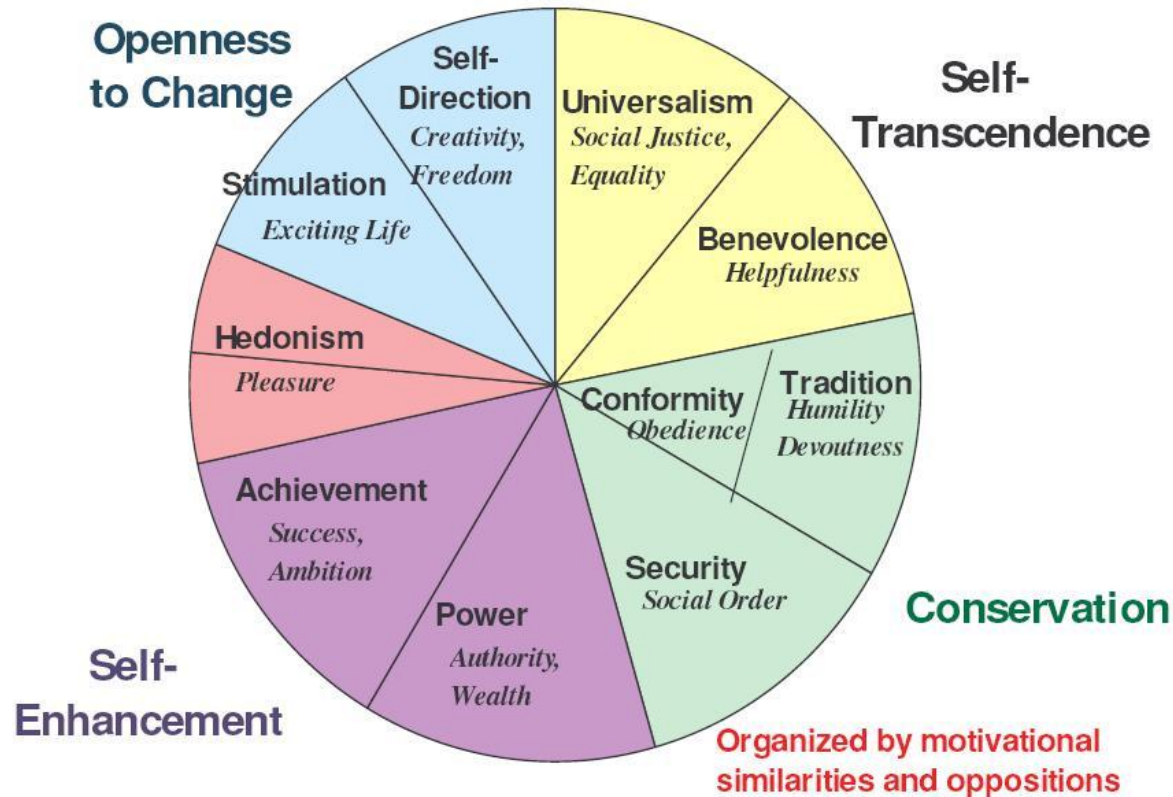 Openness
to Change
Self-
Direction
Creativity,
Freedom
Universalism
Social Justice,
Equality
Self-
Transcendence
Stimulation
Exciting Life
Benevolence
Helpfulness
Hedonism
Pleasure
Conformity
Obedience
Tradition
Humility
Devoutness
Achievement
Success,
Ambition
Security
Social Order
Power
Authority,
Wealth
Conservation
Self-
Enhancement
Organized by motivational
similarities and oppositions